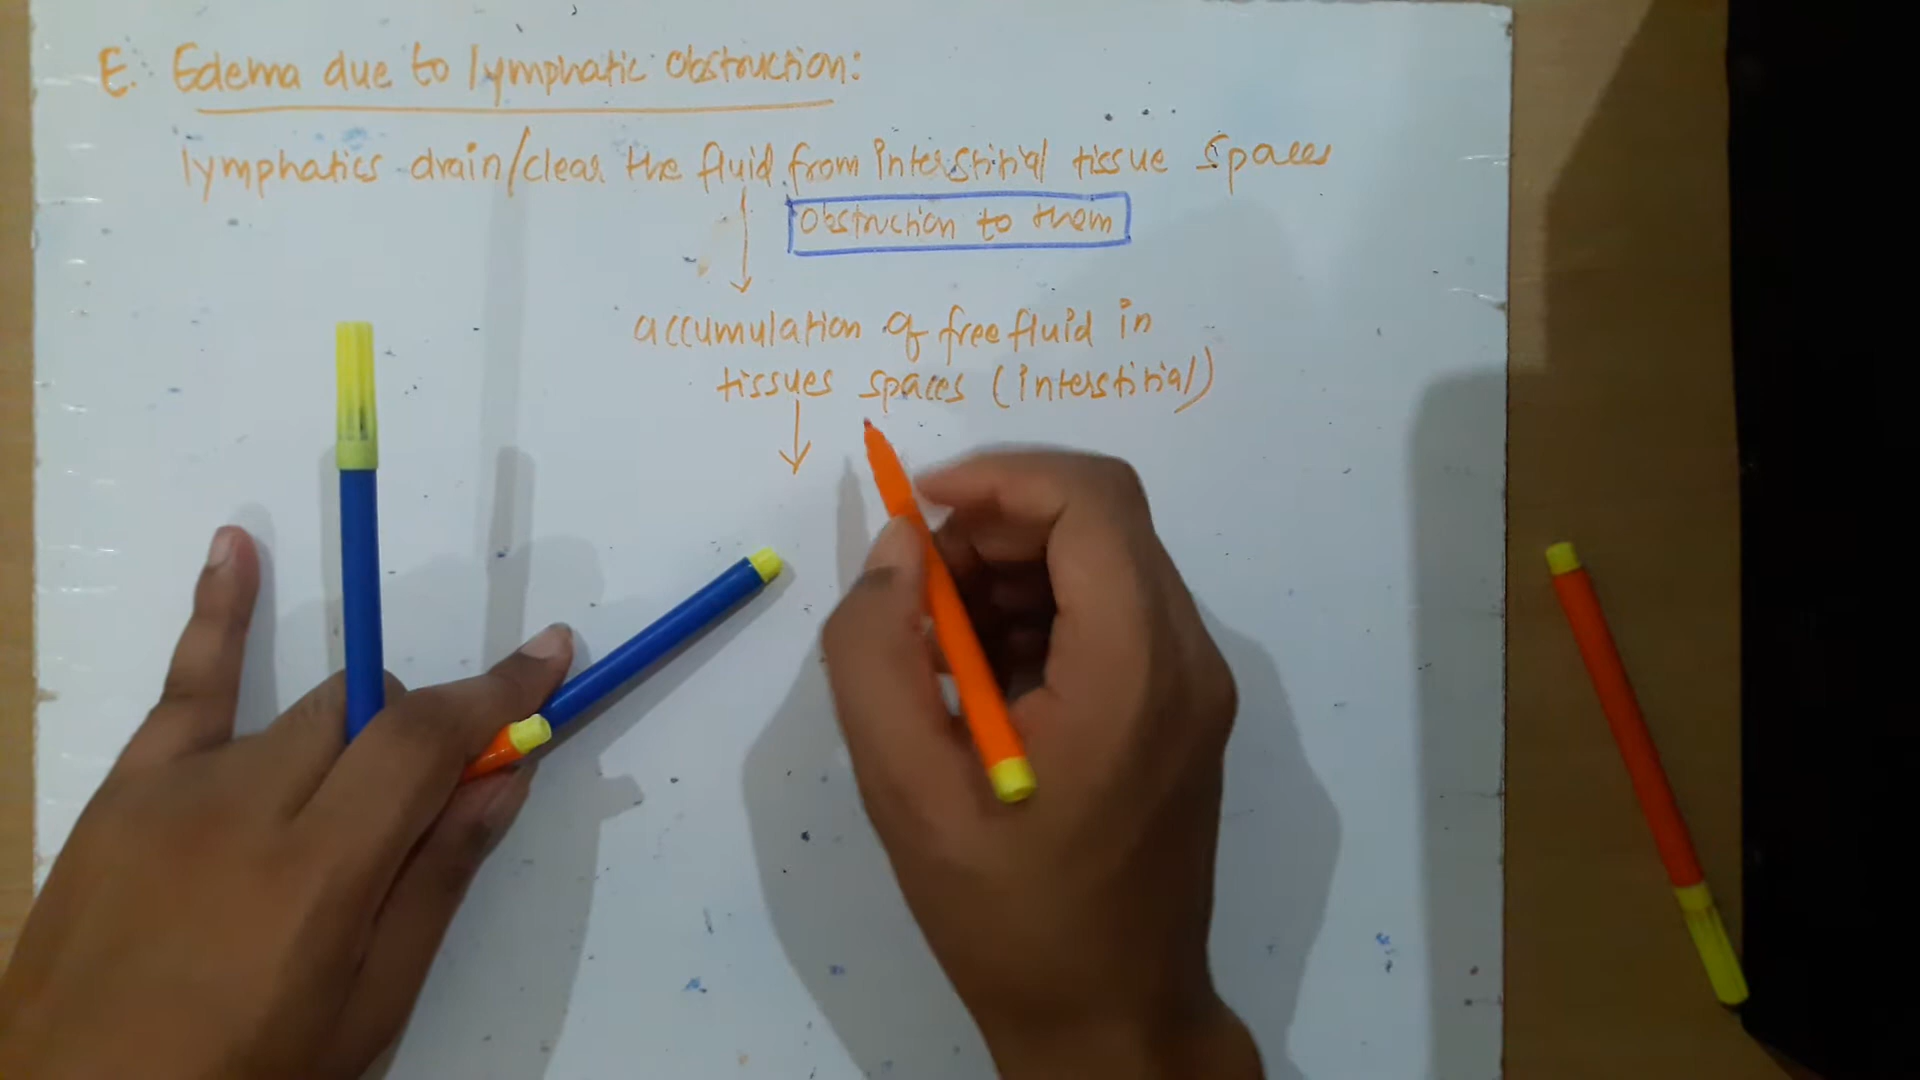 E. Edema due to lymphatic obstruction:
lymphatics drain/clear the fluid from interstitial tissue spaces
obstruction to them
accumulation of free fluid in
tissues spaces (interstitial)